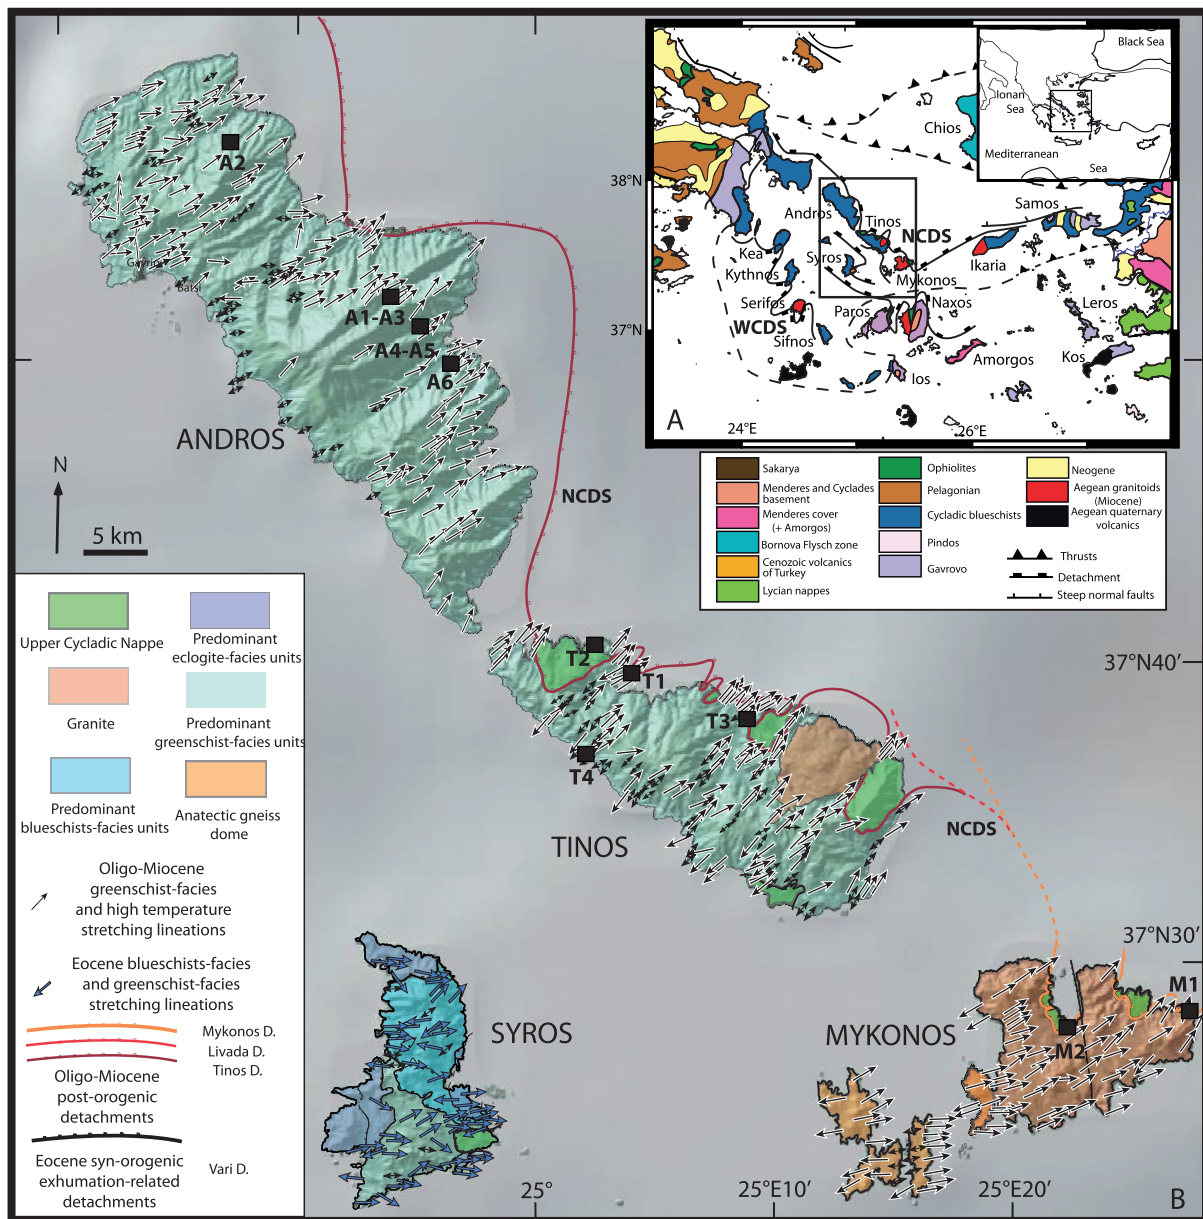 Black Sea
Ionan
Sea
Mediterranean
Sea
Chios
38°N
37°N
Andros
Tinos
Samos
NCDS
Kea
Syros
Ikaria
Kythnos
Mykonos
Serifos
Paros
Naxos
Leros
WCDS
Sifnos
Amorgos
Kos
Ios
A
24°E
26°E
Sakarya
Menderes and Cyclades
basement
Menderes cover
(+ Amorgos)
Bornova Flysch zone
Cenozoic volcanics
of Turkey
Lycian nappes
Ophiolites
Pelagonian
Cycladic blueschists
Pindos
Gavrovo
Neogene
Aegean granitoids
(Miocene)
Aegean quaternary
volcanics
Thrusts
Detachment
Steep normal faults
A2
Gavrion
Batsi
A1-A3
A4-A5
A6
ANDROS
N
5 km
NCDS
T2
T1
T3
T4
TINOS
NCDS
37°N40′
37°N30′
SYROS
MYKONOS
M1
M2
25°
25°E10′
25°E20′
B
Upper Cycladic Nappe
Predominant
eclogite-facies units
Granite
Predominant
greenschist-facies units
Predominant
blueschists-facies units
Anatectic gneiss
dome
Oligo-Miocene
greenschist-facies
and high temperature
stretching lineations
Eocene blueschists-facies
and greenschist-facies
stretching lineations
Mykonos D.
Livada D.
Tinos D.
Oligo-Miocene
post-orogenic
detachments
Eocene syn-orogenic
exhumation-related
detachments
Vari D.